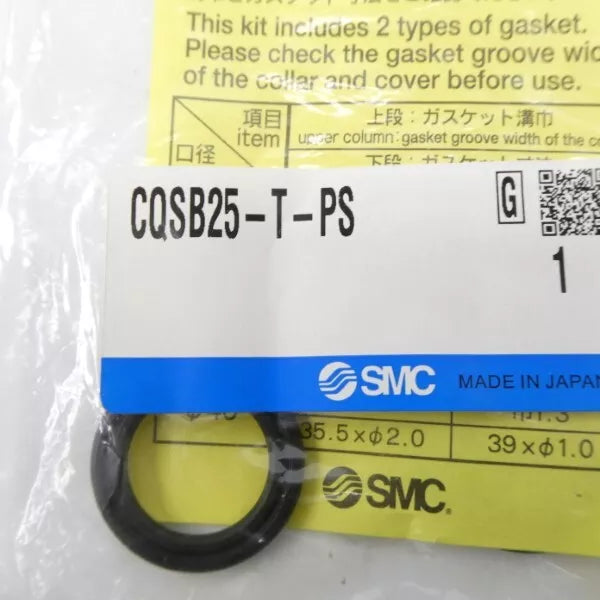 This kit includes 2 types of gasket.
Please check the gasket groove
of the collar and cover before use.
項目
item
口径
上段：ガスケット溝巾
upper column: gasket groove width of the
下段：ガスケット
CQSB25-T-PS
G
1
SMC
MADE IN JAPAN
35.5×φ2.0
39×φ1.0
SMC.